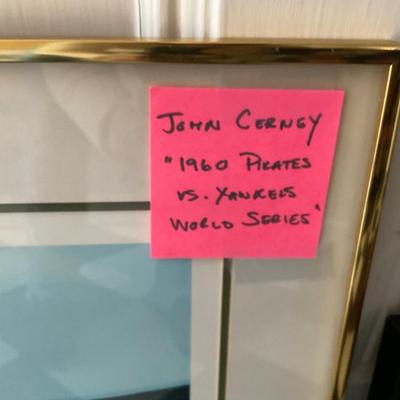 John Cerney
"1960 Pirates
vs. Yankees
World Series"